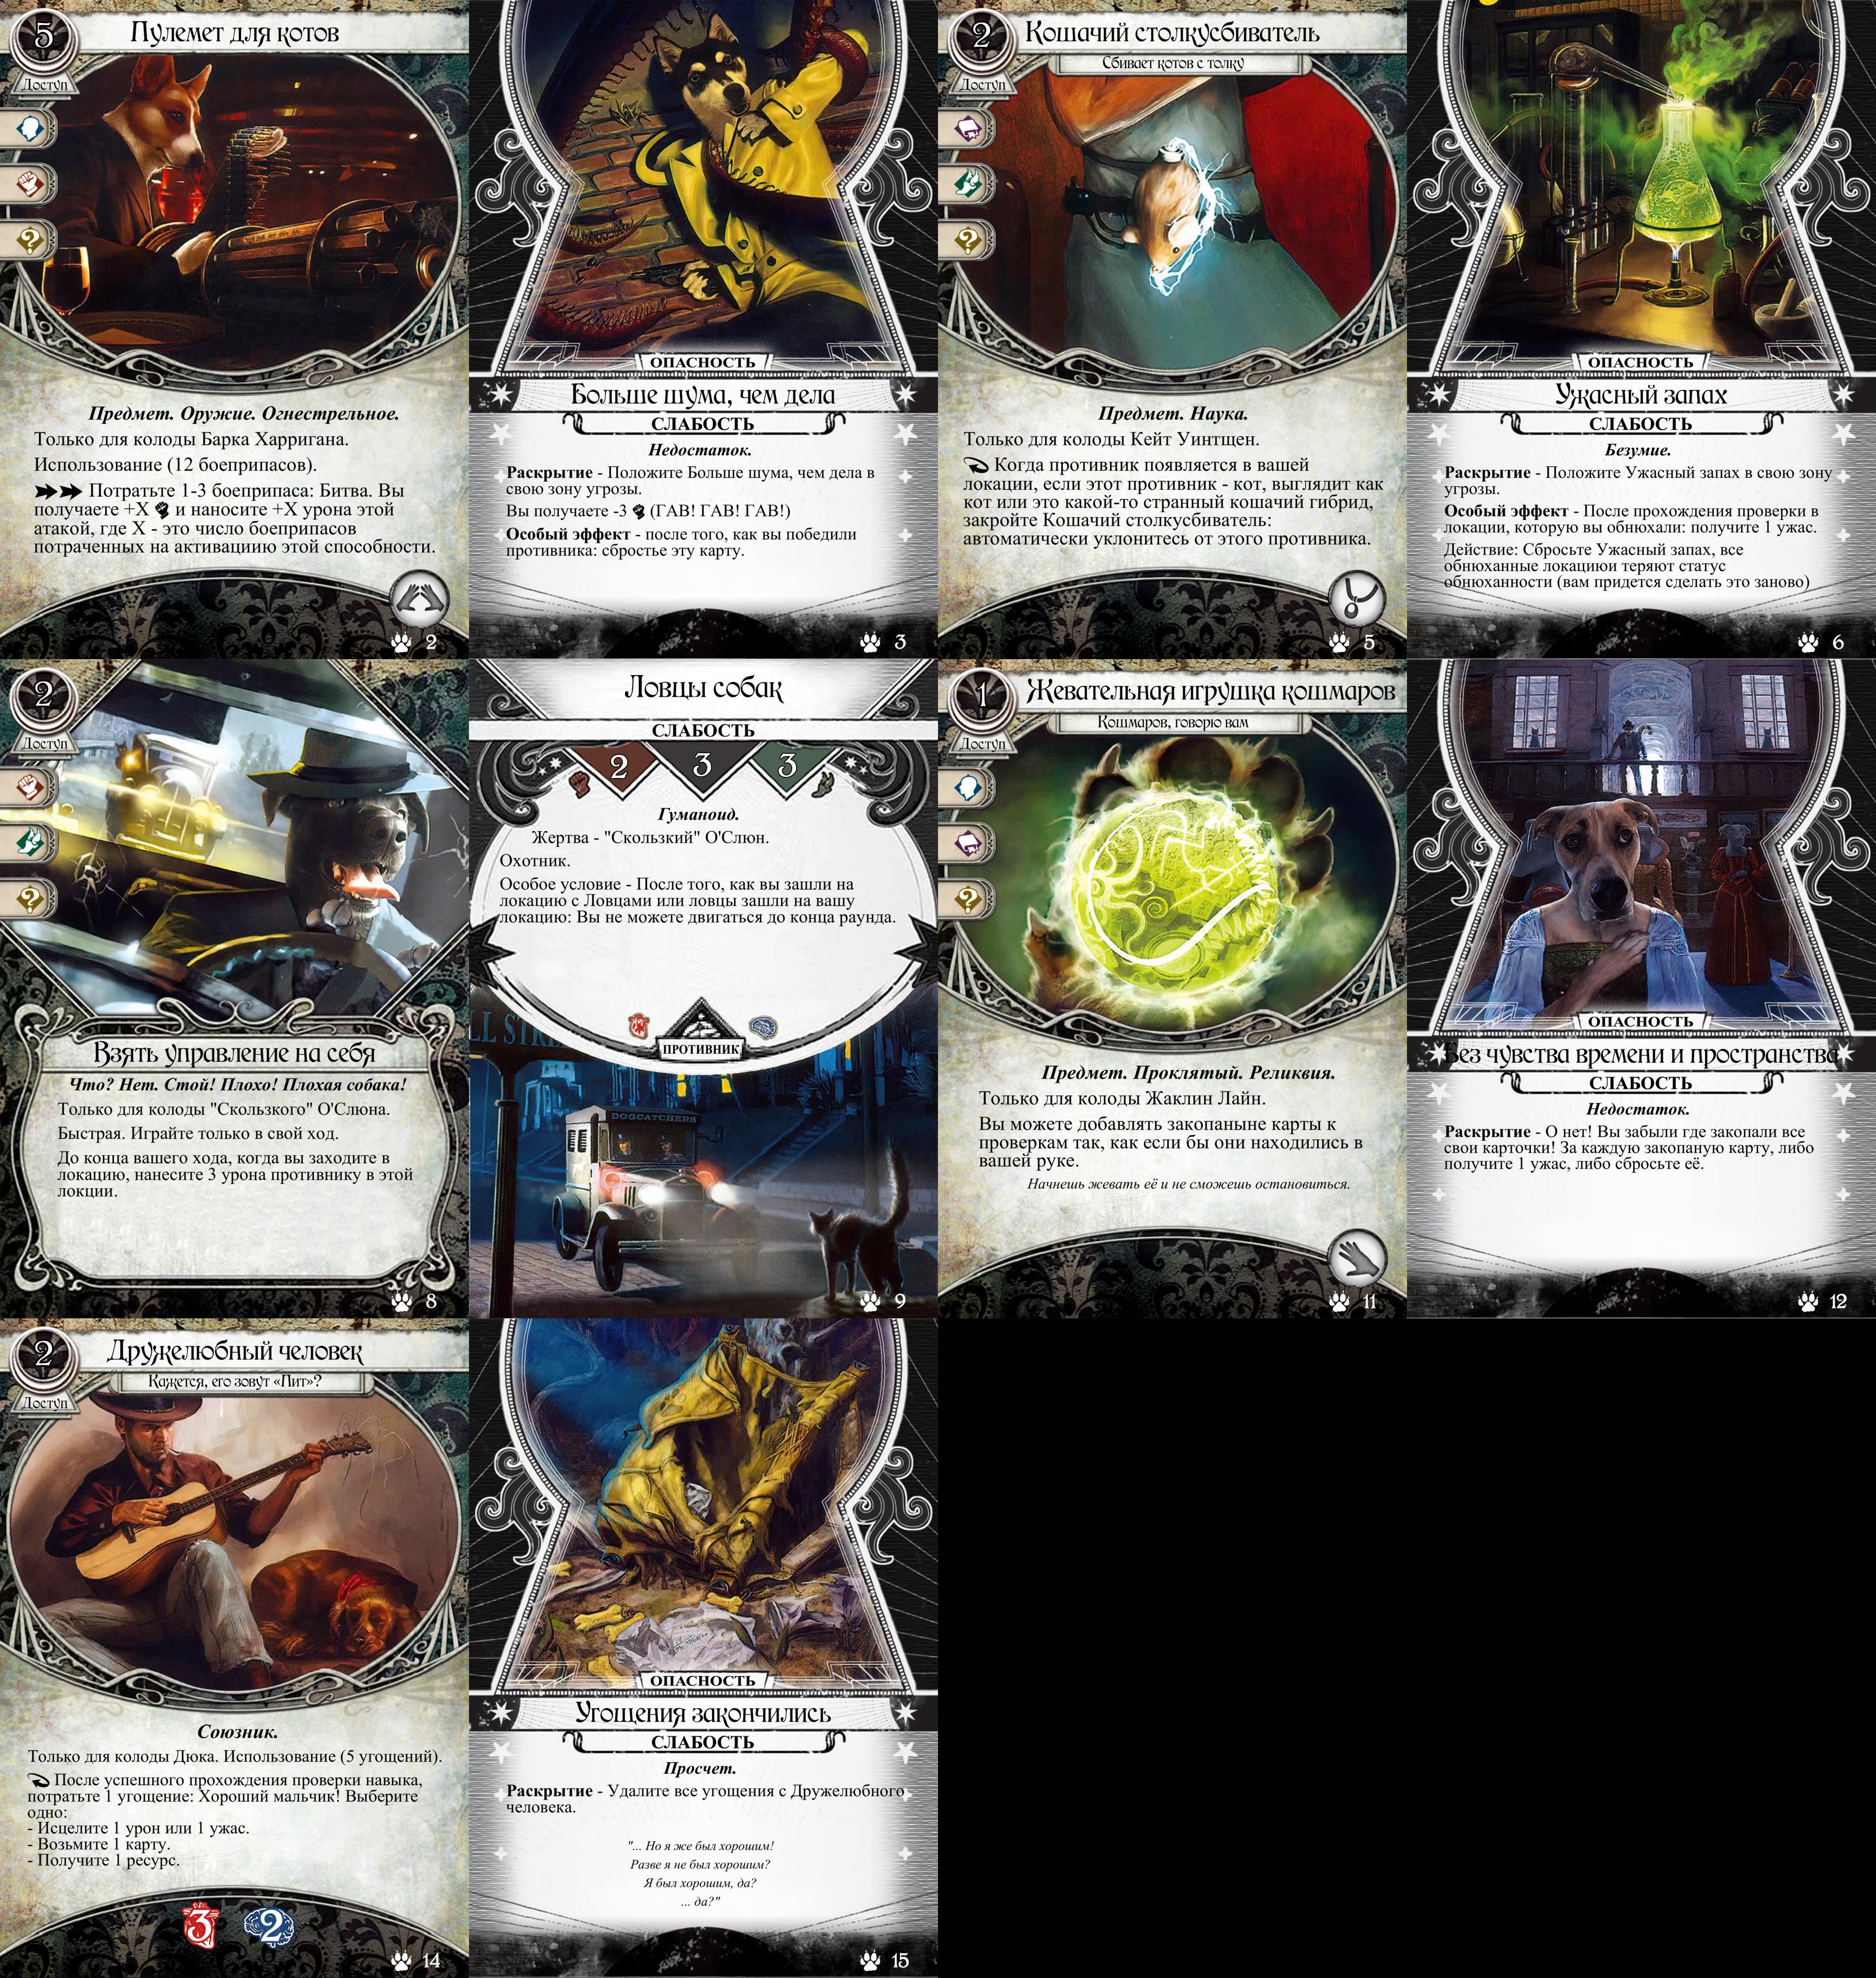 5
Пулемет для котов
Доступ
Предмет. Оружие. Огнестрельное.
Только для колоды Барка Харригана.
Использование (12 боеприпасов).
Потратьте 1-3 боеприпаса: Битва. Вы
получаете +X и наносите +X урона этой
атакой, где X - это число боеприпасов
потраченных на активациию этой способности.
2
ОПАСНОСТЬ
Больше шума, чем дела
СЛАБОСТЬ
Недостаток.
Раскрытие - Положите Больше шума, чем дела в
свою зону угрозы.
Вы получаете -3 (ГАВ! ГАВ! ГАВ!)
Особый эффект - после того, как вы победили
противника: сбростье эту карту.
3
2
Кошачий столкусбиватель
Сбивает котов с толку
Доступ
Предмет. Наука.
Только для колоды Кейт Уинтщен.
Когда противник появляется в вашей
локации, если этот противник - кот, выглядит как
кот или это какой-то странный кошачий гибрид,
закройте Кошачий столкусбиватель:
автоматически уклонитесь от этого противника.
5
ОПАСНОСТЬ
Ужасный запах
СЛАБОСТЬ
Безумие.
Раскрытие - Положите Ужасный запах в свою зону
угрозы.
Особый эффект - После прохождения проверки в
локации, которую вы обнюхали: получите 1 ужас.
Действие: Сбросьте Ужасный запах, все
обнюханные локациюи теряют статус
обнюханности (вам придется сделать это заново)
6
2
Доступ
Взять управление на себя
Что? Нет. Стой! Плохо! Плохая собака!
Только для колоды "Скользкого" О'Слюна.
Быстрая. Играйте только в свой ход.
До конца вашего хода, когда вы заходите в
локацию, нанесите 3 урона противнику в этой
локции.
8
Ловцы собак
СЛАБОСТЬ
2 3 3
Гуманоид.
Жертва - "Скользкий" О'Слюн.
Охотник.
Особое условие - После того, как вы зашли на
локацию с Ловцами или ловцы зашли на вашу
локацию: Вы не можете двигаться до конца раунда.
ПРОТИВНИК
DOGCATCHERS
9
1
Жевательная игрушка кошмаров
Кошмаров, говорю вам
Доступ
Предмет. Проклятый. Реликвия.
Только для колоды Жаклин Лайн.
Вы можете добавлять закопаныне карты к
проверкам так, как если бы они находились в
вашей руке.
Начнешь жевать её и не сможешь остановиться.
11
ОПАСНОСТЬ
Без чувства времени и пространства
СЛАБОСТЬ
Недостаток.
Раскрытие - О нет! Вы забыли где закопали все
свои карточки! За каждую закопаную карту, либо
получите 1 ужас, либо сбросьте её.
12
2
Дружелюбный человек
Кажется, его зовут «Пит»?
Доступ
Союзник.
Только для колоды Дюка. Использование (5 угощений).
После успешного прохождения проверки навыка,
потратьте 1 угощение: Хороший мальчик! Выберите
одно:
- Исцелите 1 урон или 1 ужас.
- Возьмите 1 карту.
- Получите 1 ресурс.
3 2
14
ОПАСНОСТЬ
Угощения закончились
СЛАБОСТЬ
Просчет.
Раскрытие - Удалите все угощения с Дружелюбного
человека.
"... Но я же был хорошим!
Разве я не был хорошим?
Я был хорошим, да?
... да?"
15